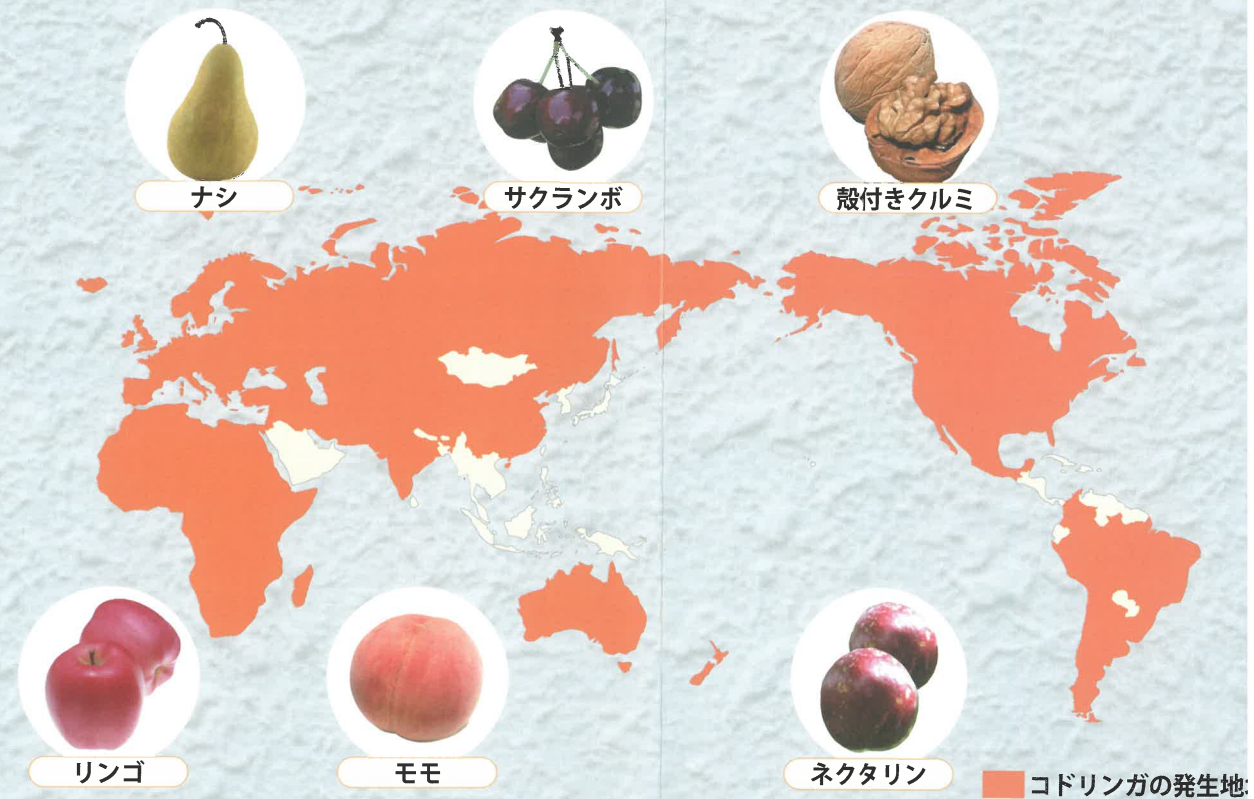 ナシ
サクランボ
殻付きクルミ
リンゴ
モモ
ネクタリン
コドリンガの発生地